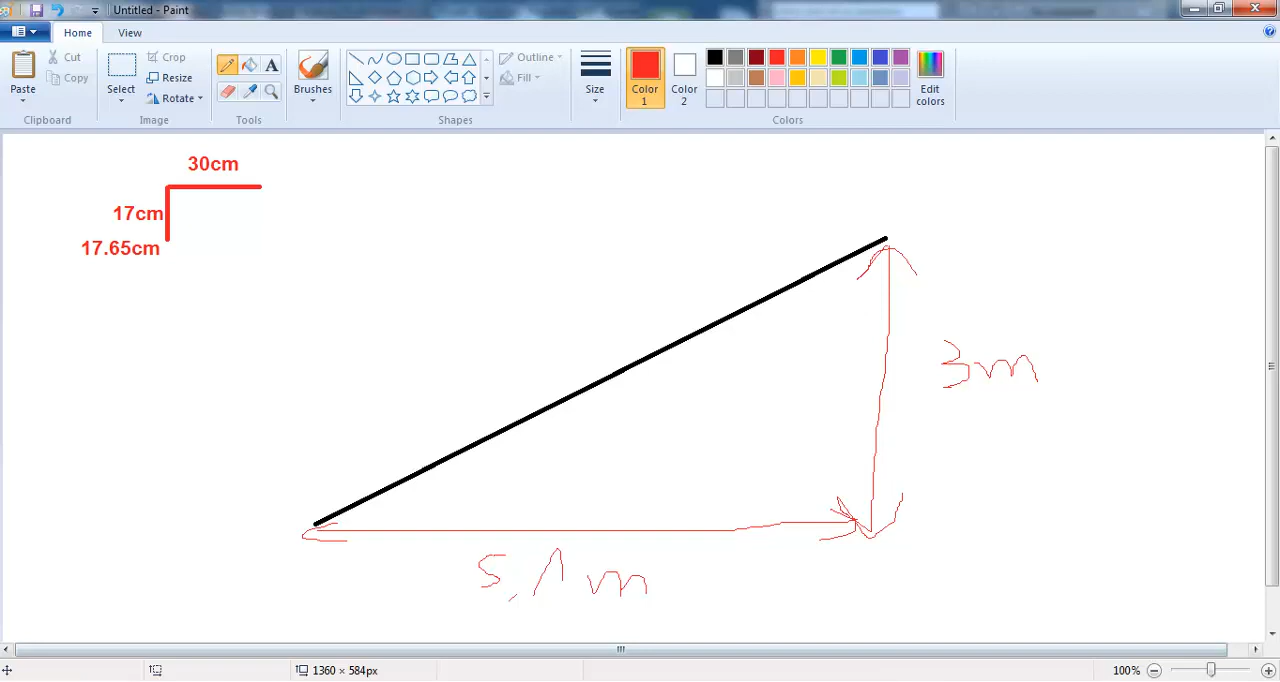 Untitled - Paint
Home View
Paste
Cut
Copy
Clipboard
Select
Crop
Resize
Rotate
Image
A
Tools
Brushes
Outline
Fill
Shapes
Size
Color 1
Color 2
Edit colors
Colors
30cm
17cm
17.65cm
3m
5,1m
1360 × 584px
100%